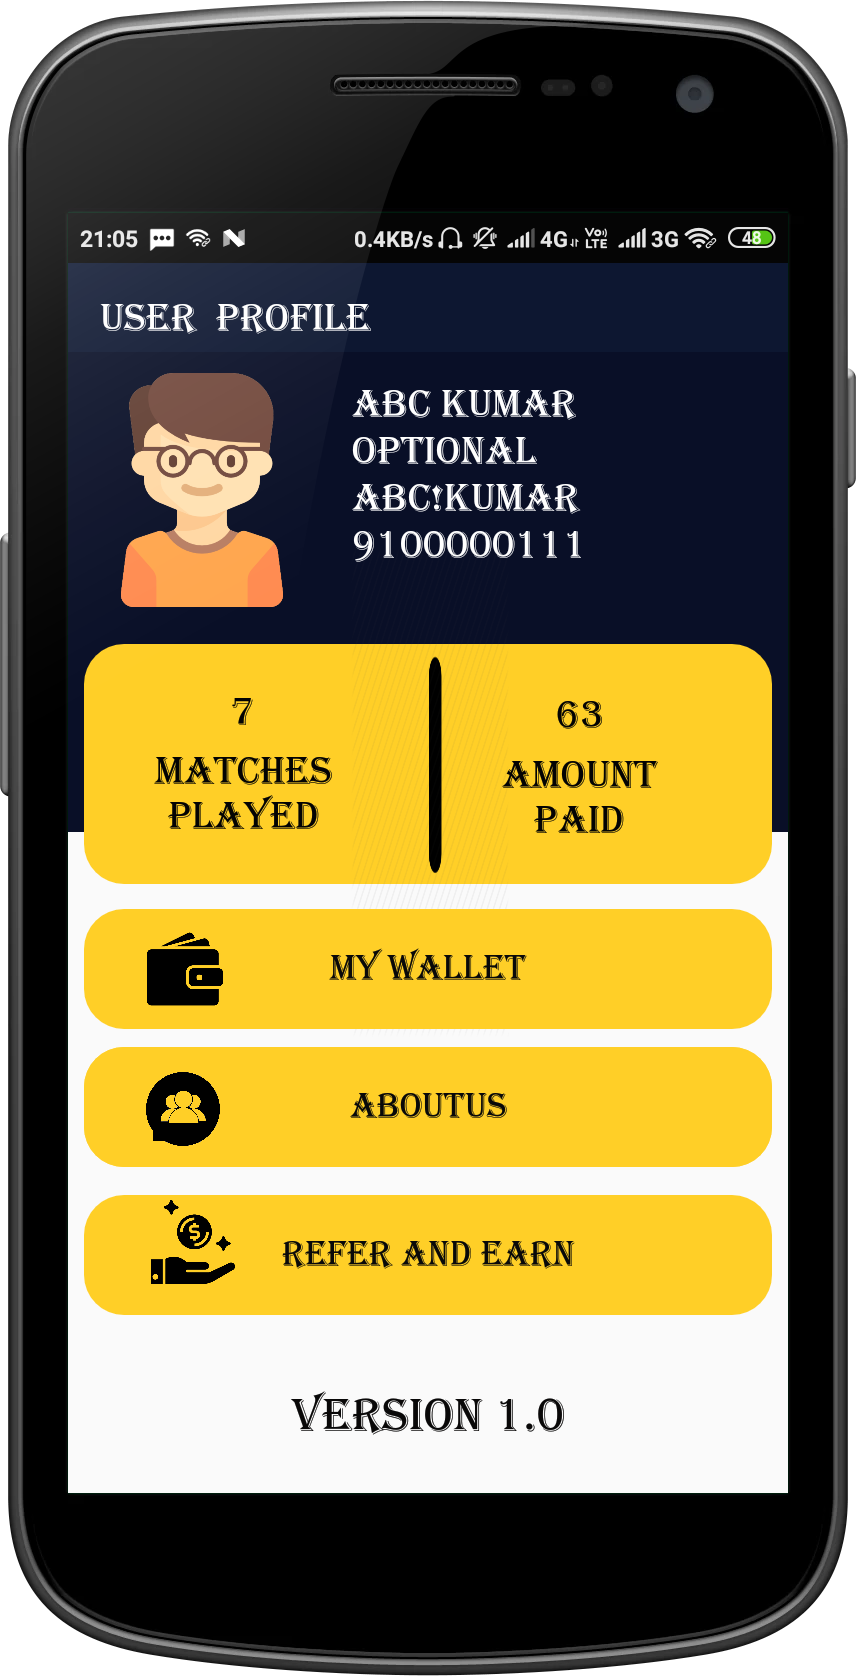 21:05 0.4KB/s 4G Vo) LTE 3G 48
USER PROFILE
ABC KUMAR
OPTIONAL
ABC!KUMAR
9100000111
7
MATCHES
PLAYED
63
AMOUNT
PAID
MY WALLET
ABOUTUS
REFER AND EARN
VERSION 1.0